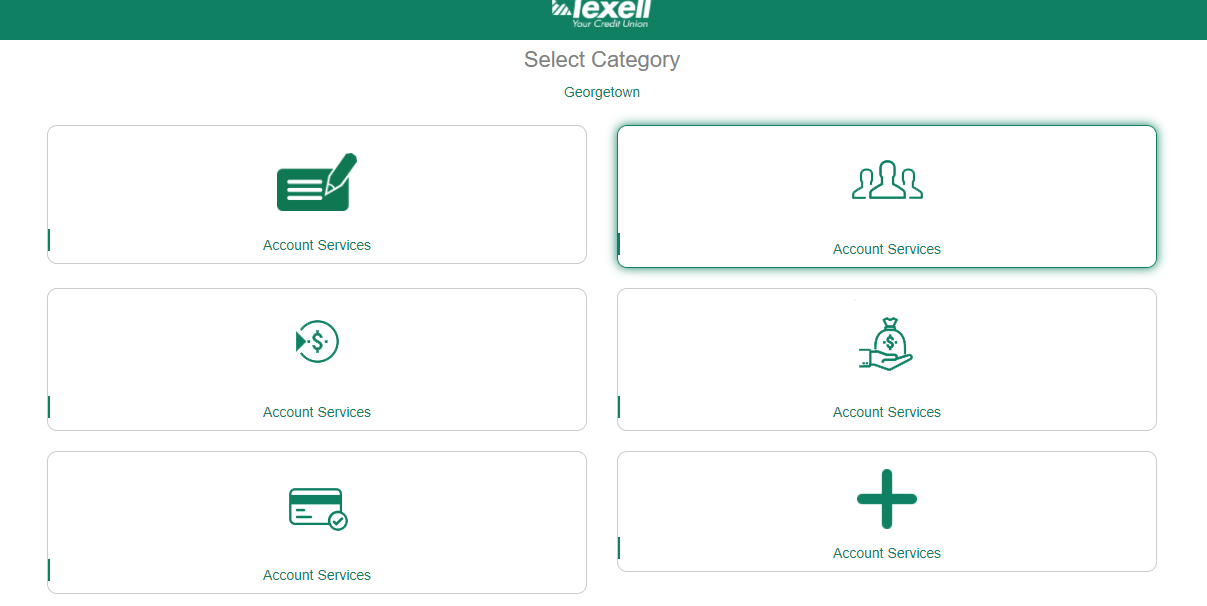 Texell
Your Credit Union
Select Category
Georgetown
Account Services
Account Services
Account Services
Account Services
Account Services
Account Services